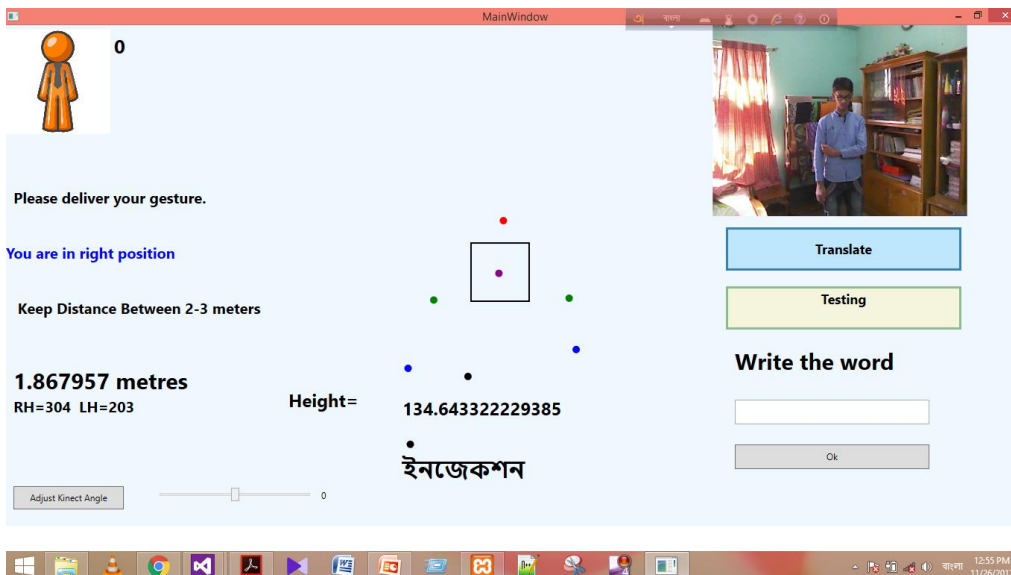 MainWindow
বাংলা
0
Please deliver your gesture.
You are in right position
Keep Distance Between 2-3 meters
1.867957 metres
RH=304 LH=203
Height=
134.643322229385
ইনজেকশন
Adjust Kinect Angle
0
Translate
Testing
Write the word
Ok
বাংলা
12:55 PM